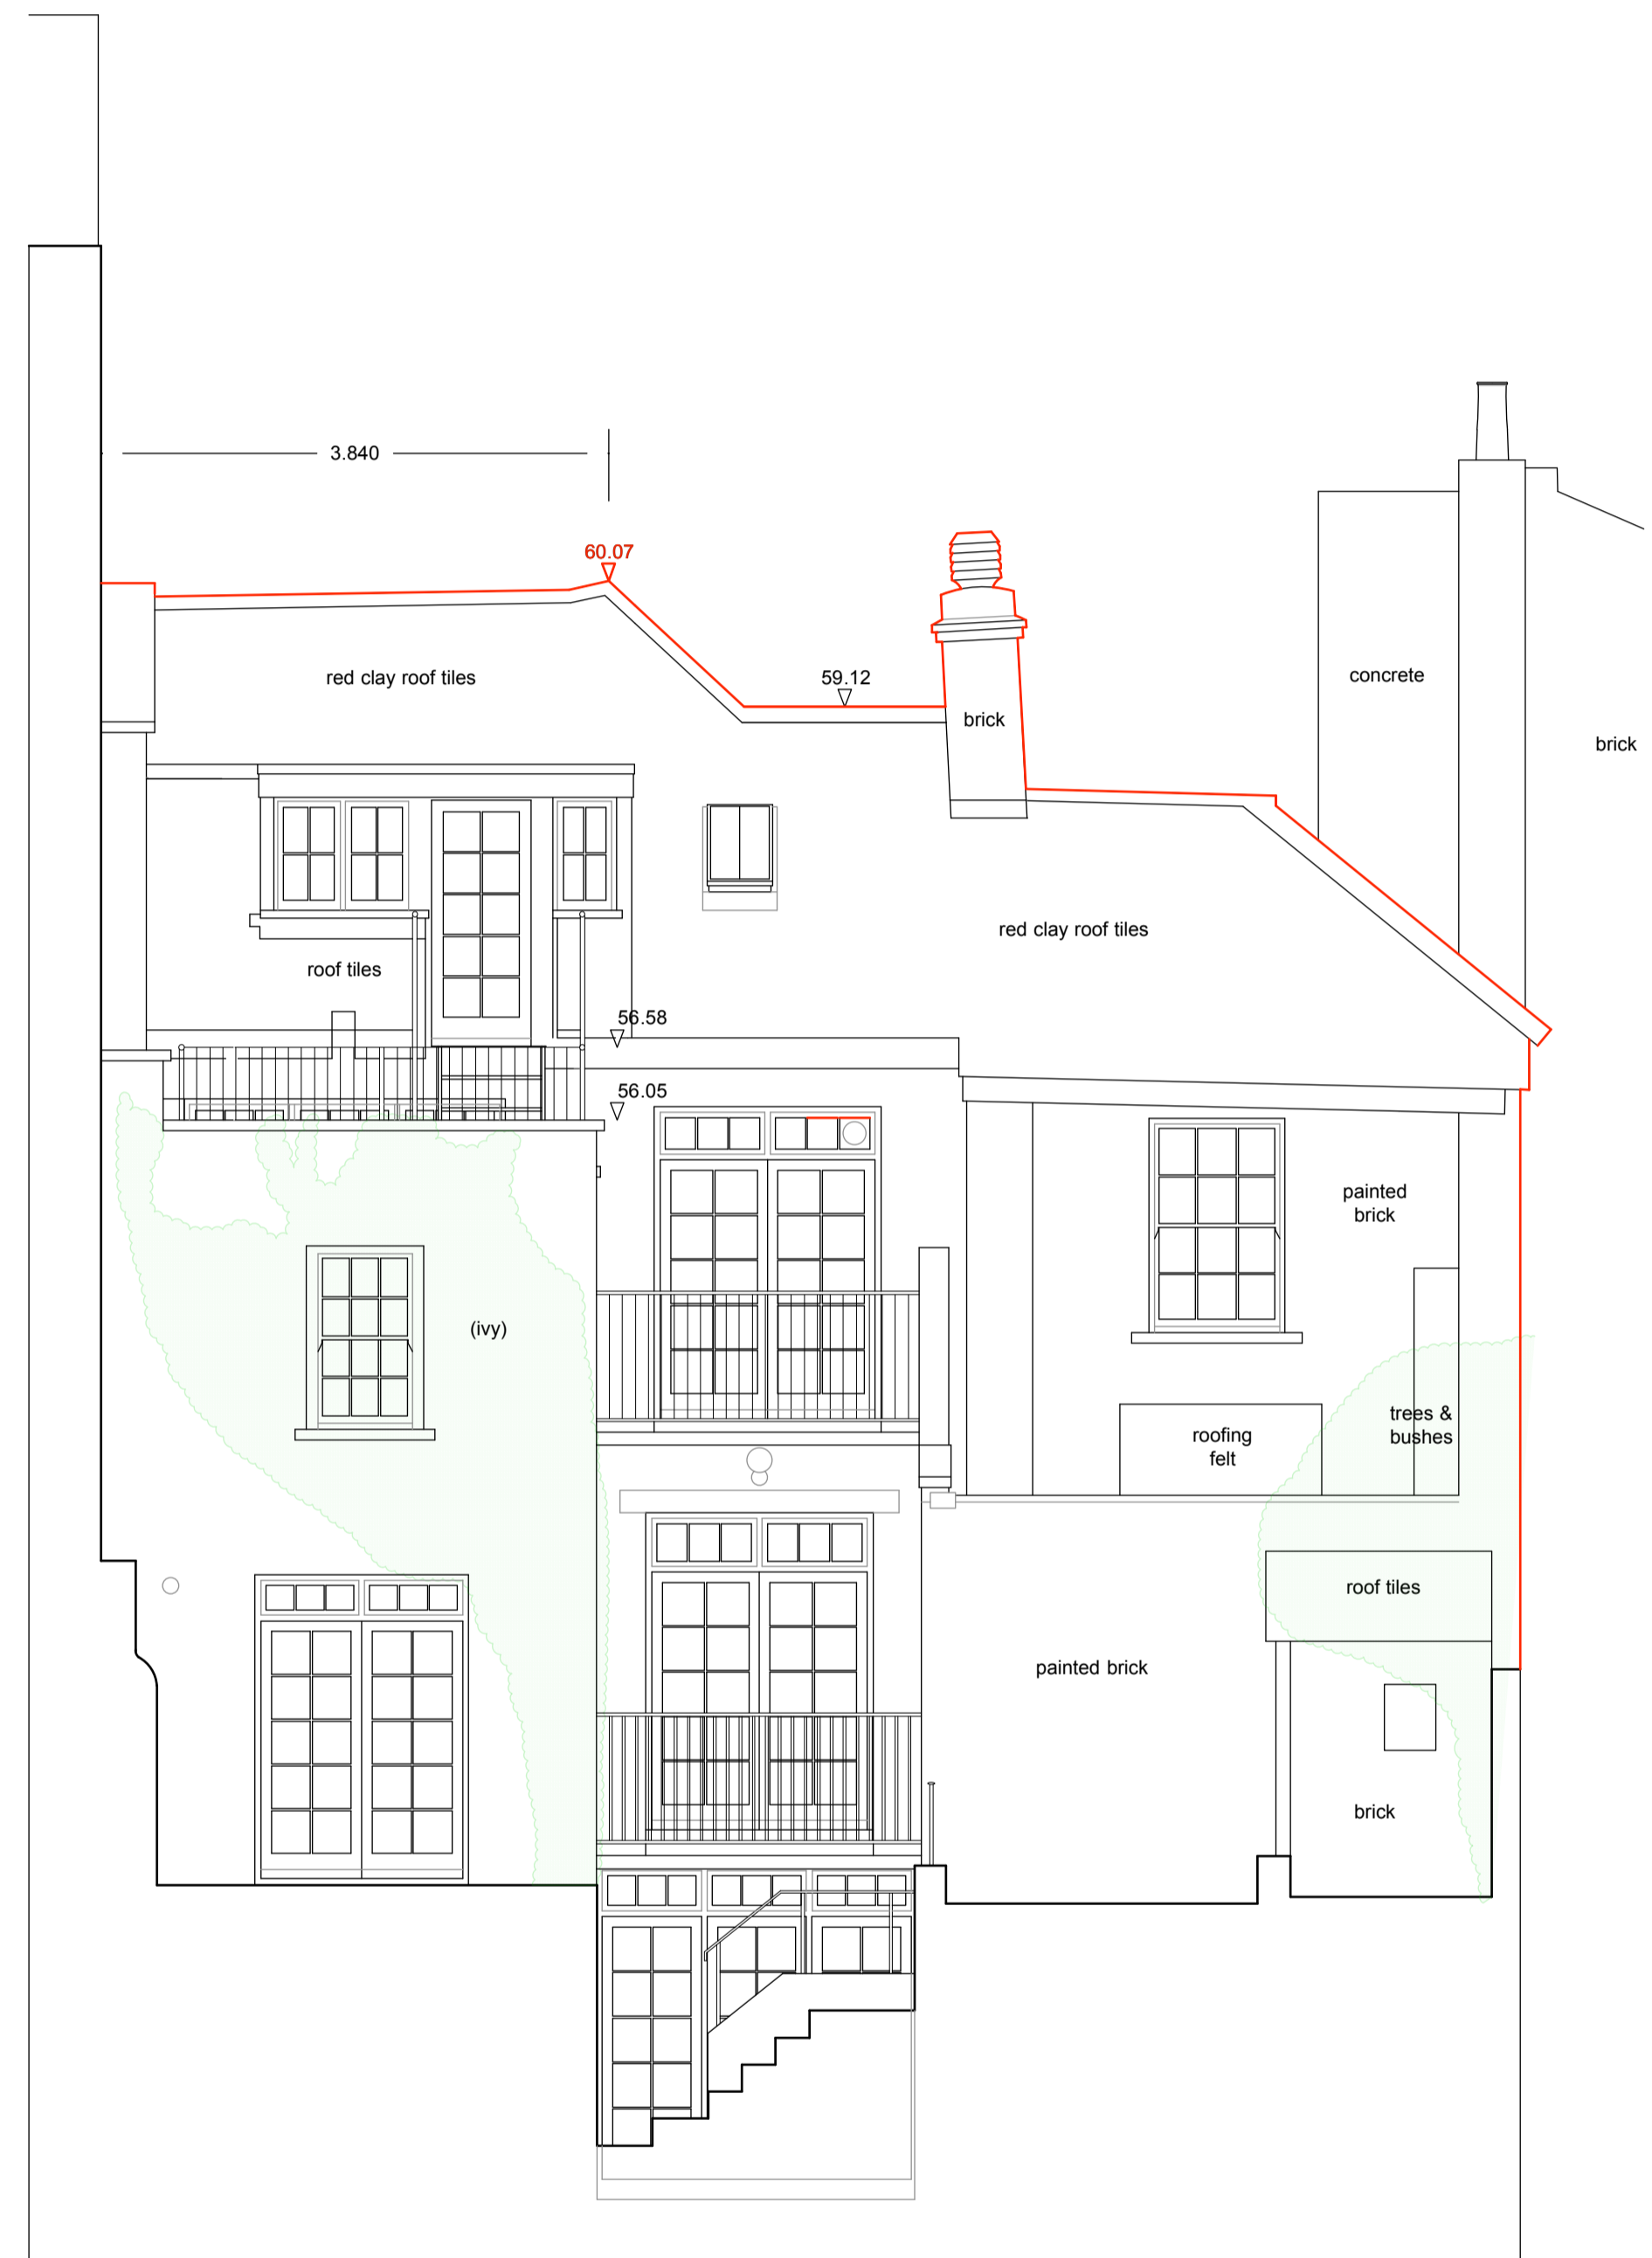 3.840
60.07
red clay roof tiles
59.12
concrete
brick
brick
red clay roof tiles
roof tiles
56.58
56.05
painted
brick
(ivy)
trees &
bushes
roofing
felt
roof tiles
painted brick
brick